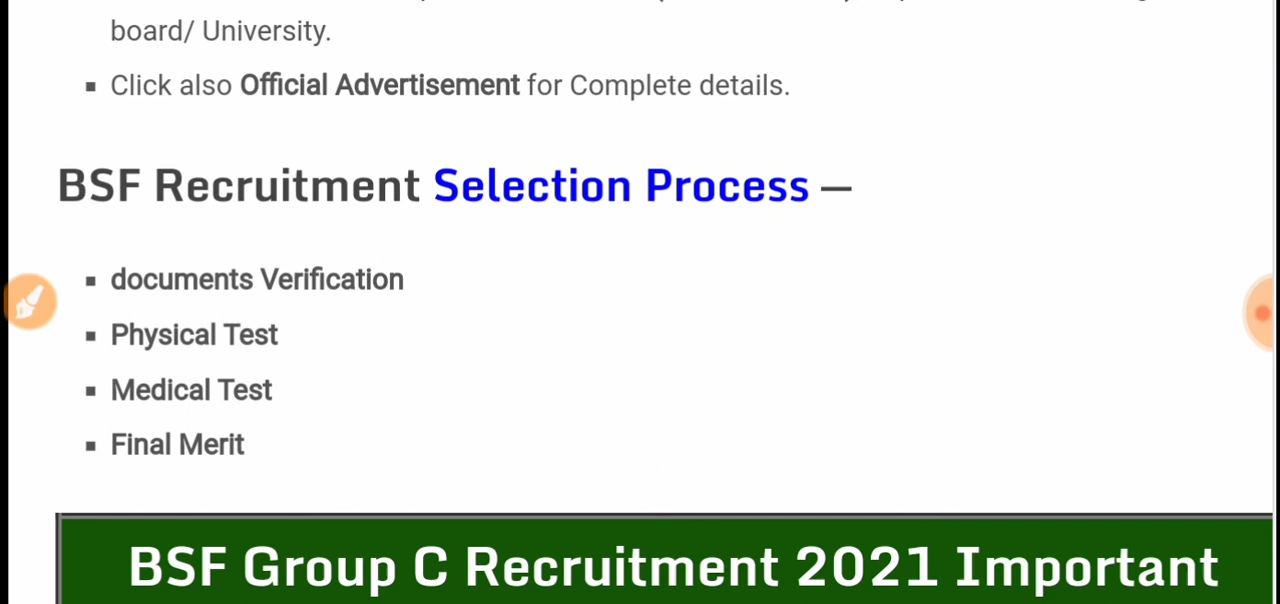 board/ University.
Click also Official Advertisement for Complete details.
BSF Recruitment Selection Process —
documents Verification
Physical Test
Medical Test
Final Merit
BSF Group C Recruitment 2021 Important